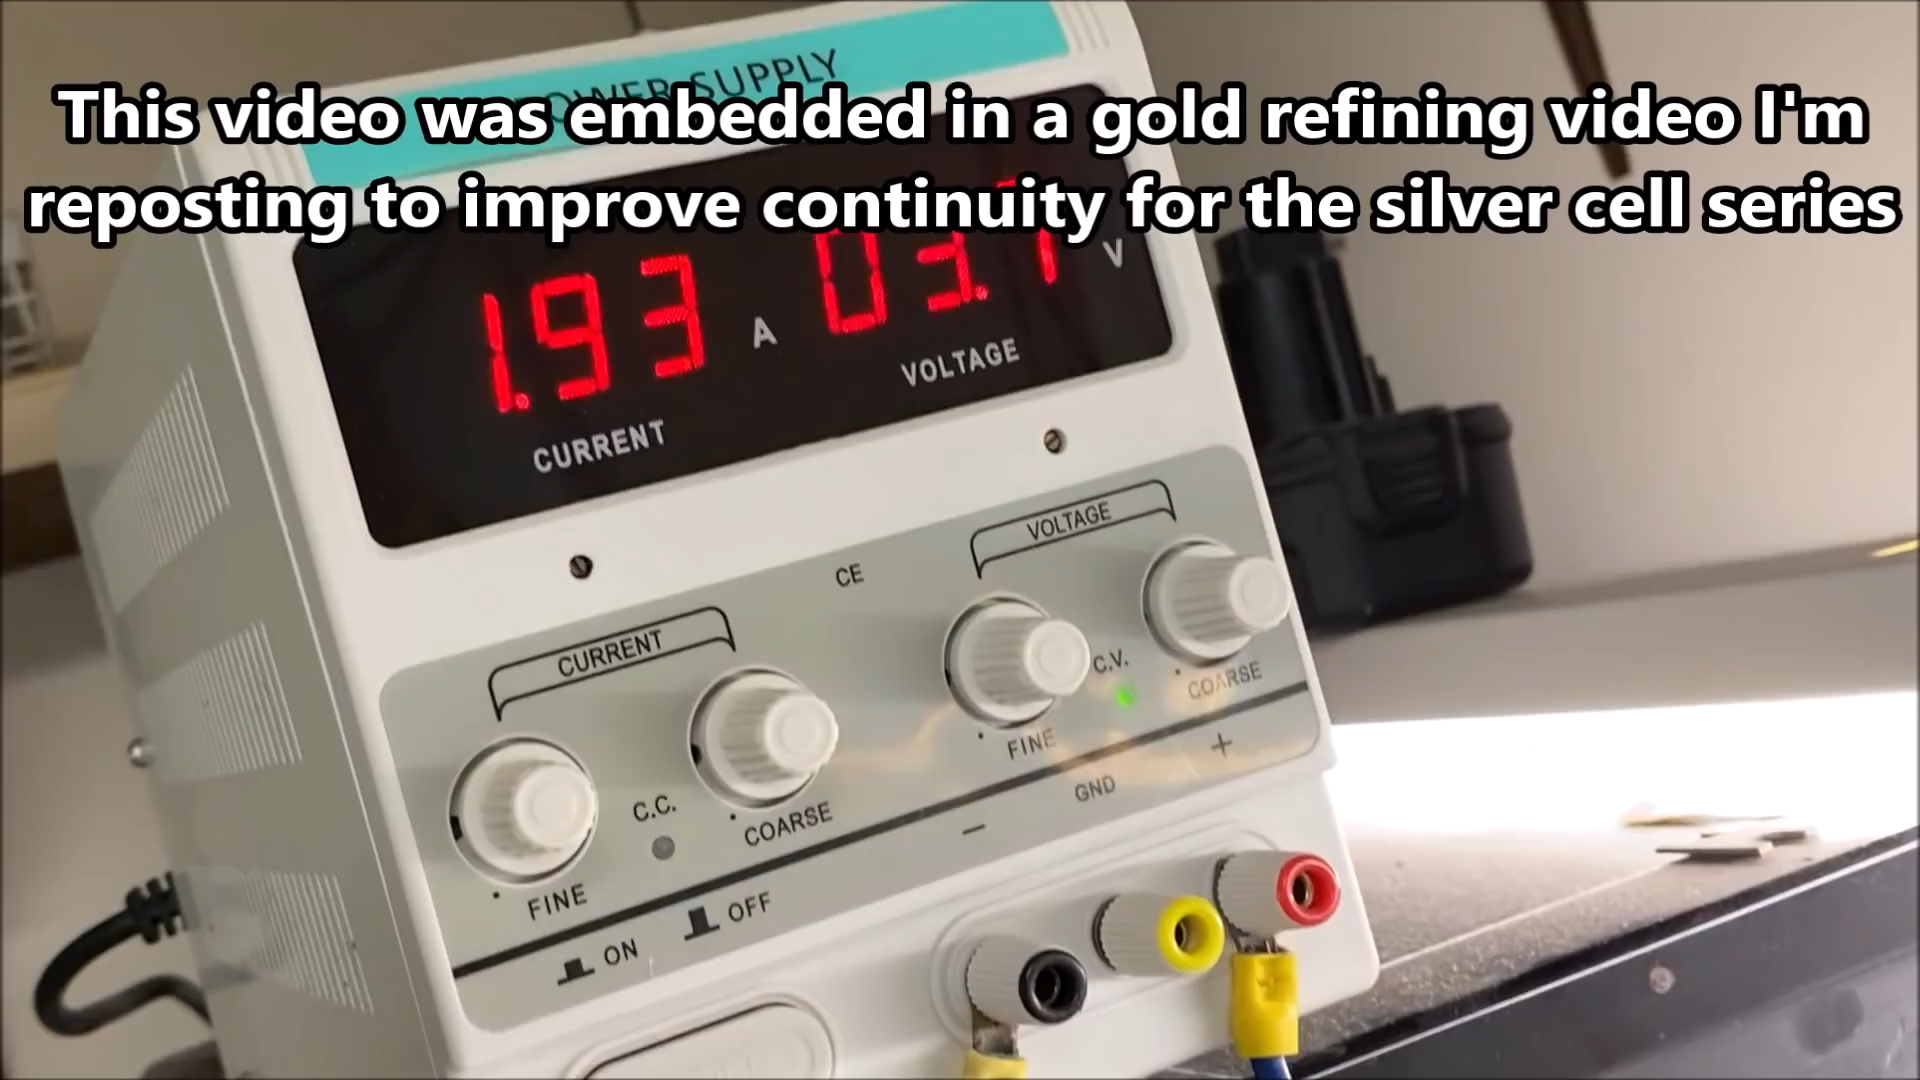 POWER SUPPLY
This video was embedded in a gold refining video I'm
reposting to improve continuity for the silver cell series
1.93 A
V
CURRENT
VOLTAGE
VOLTAGE
CE
CURRENT
C.V.
COARSE
FINE
C.C.
COARSE
FINE
+
GND
−
OFF
ON